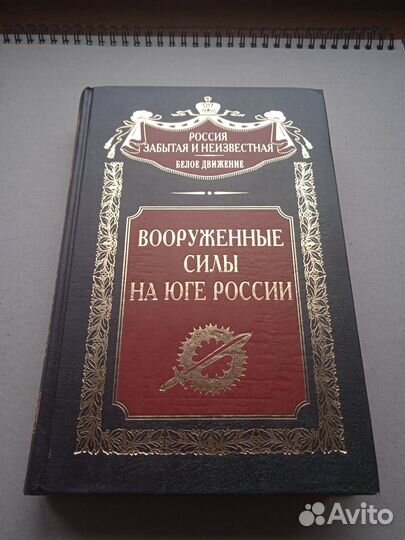 РОССИЯ
ЗАБЫТАЯ И НЕИЗВЕСТНАЯ
БЕЛОЕ ДВИЖЕНИЕ
ВООРУЖЕННЫЕ
СИЛЫ
НА ЮГЕ РОССИИ
Avito